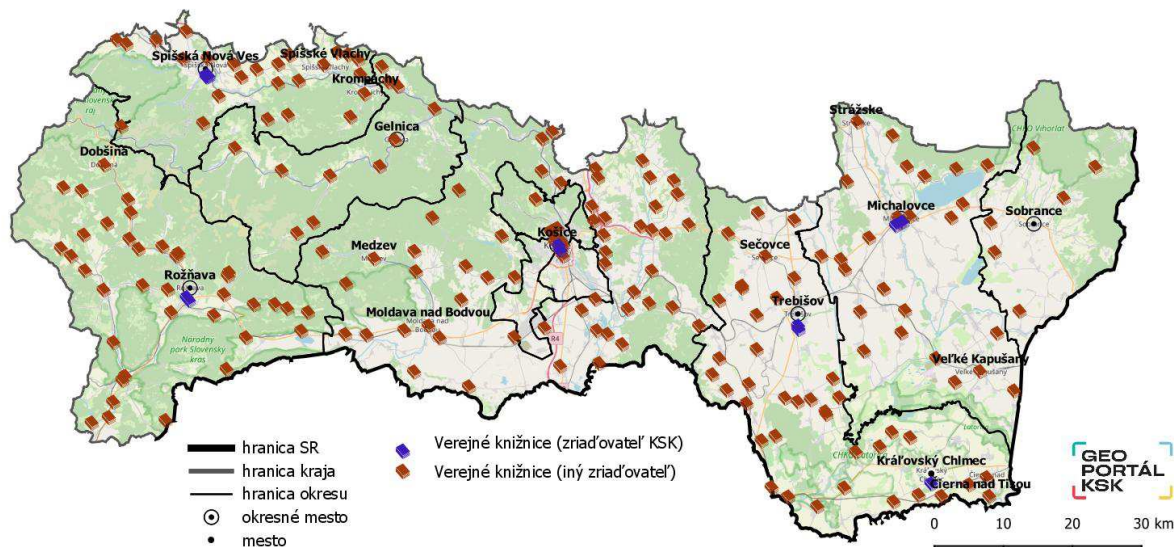 Spišská Nová Ves
Spišské Vlachy
Krompachy
Gelnica
Dobšiná
Strážske
CHKO Vihorlat
Michalovce
Sobrance
Košice
Sečovce
Medzev
Rožňava
Trebišov
Moldava nad Bodvou
R4
Národný
park Slovenský
kras
Veľké Kapušany
Veľké Kapušany
Kráľovský Chlmec
Čierna nad Tisou
hranica SR
hranica kraja
hranica okresu
okresné mesto
mesto
Verejné knižnice (zriaďovateľ KSK)
Verejné knižnice (iný zriaďovateľ)
GEO
PORTÁL
KSK
0 10 20 30 km